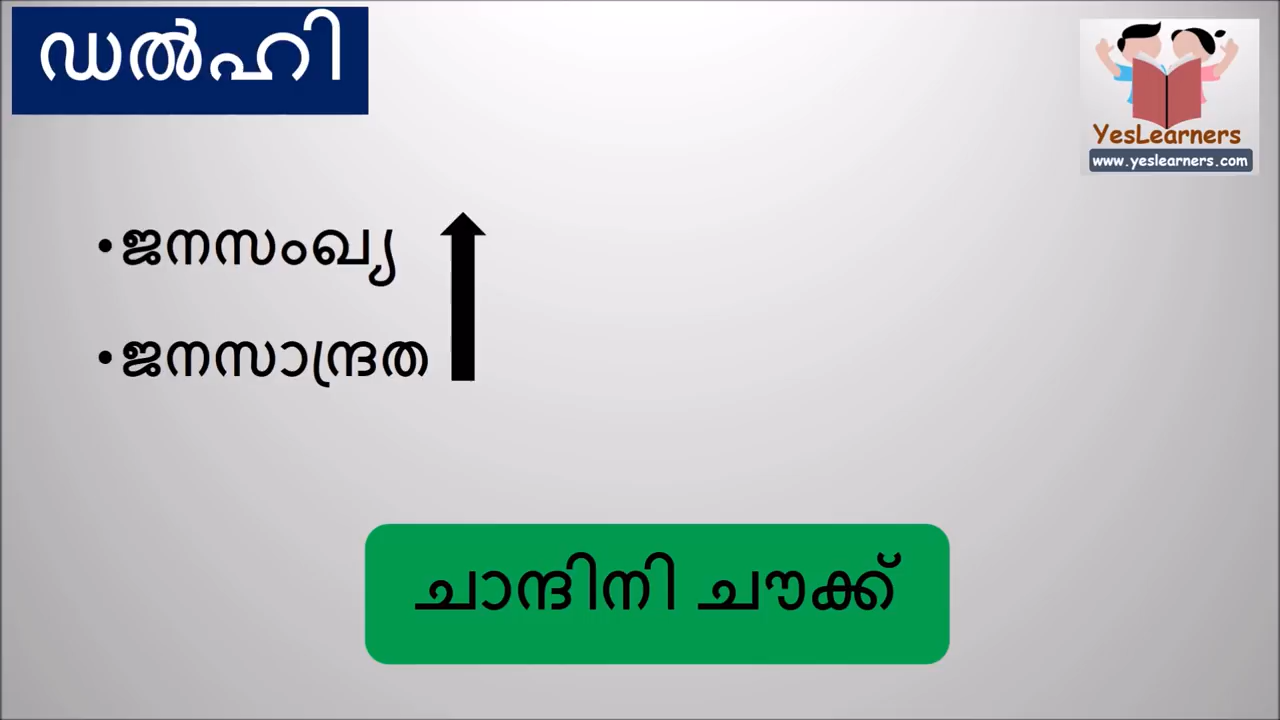 ഡൽഹി
YesLearners
www.yeslearners.com
•ജനസംഖ്യ
•ജനസാന്ദ്രത
ചാന്ദിനി ചൗക്ക്